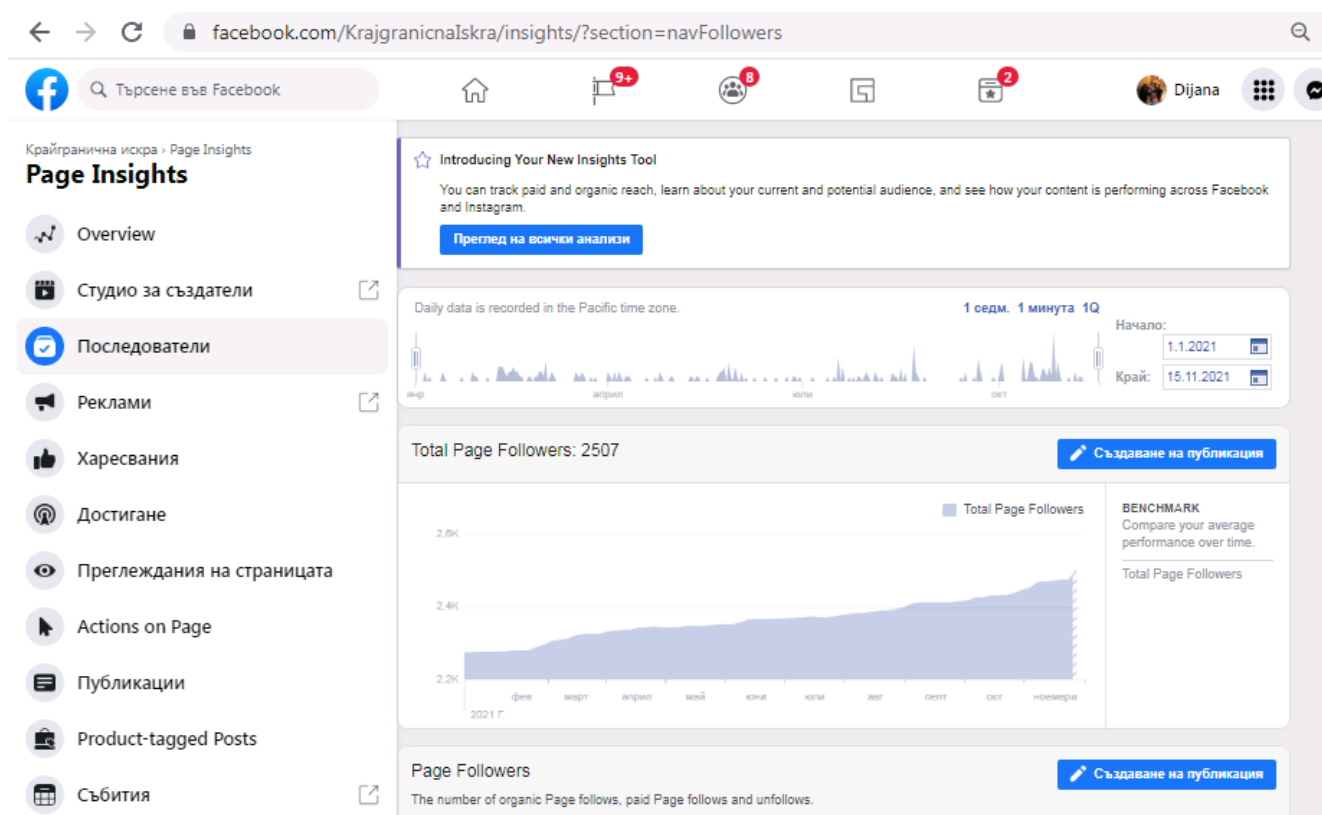 facebook.com/KrajgranicnaIskra/insights/?section=navFollowers
Търсене във Facebook
9+
8
2
Dijana
Крайгранична искра › Page Insights
Page Insights
Overview
Студио за създатели
Последователи
Реклами
Харесвания
Достигане
Преглеждания на страницата
Actions on Page
Публикации
Product-tagged Posts
Събития
Introducing Your New Insights Tool
You can track paid and organic reach, learn about your current and potential audience, and see how your content is performing across Facebook
and Instagram.
Преглед на всички анализи
Daily data is recorded in the Pacific time zone.
1 седм. 1 минута 1Q
Начало:
1.1.2021
Край: 15.11.2021
яну април юли окт
Total Page Followers: 2507
Създаване на публикация
Total Page Followers
2,6K
2,4K
2,2K
фев март април май юни юли авг септ окт ноември
2021 г.
BENCHMARK
Compare your average
performance over time.
Total Page Followers
Page Followers
Създаване на публикация
The number of organic Page follows, paid Page follows and unfollows.